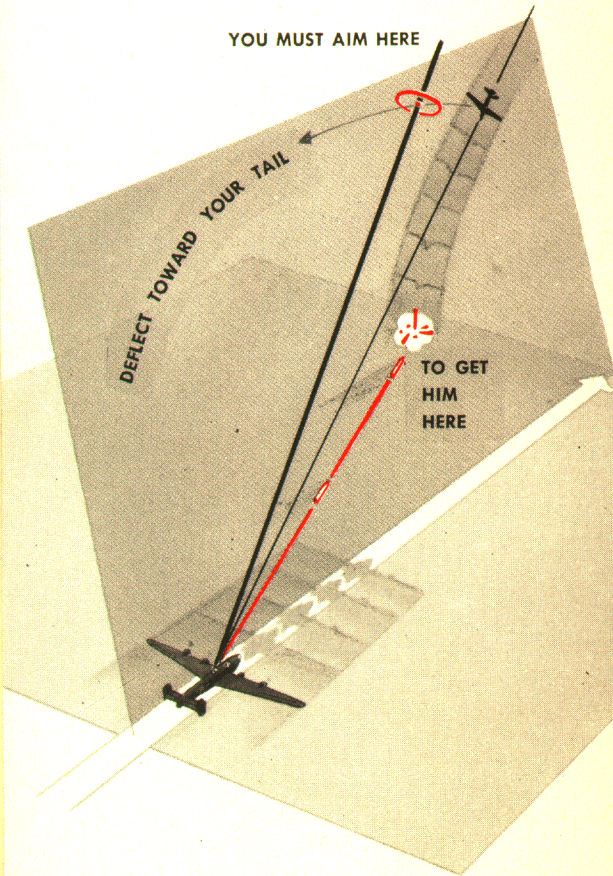 YOU MUST AIM HERE
DEFLECT TOWARD YOUR TAIL
TO GET
HIM
HERE